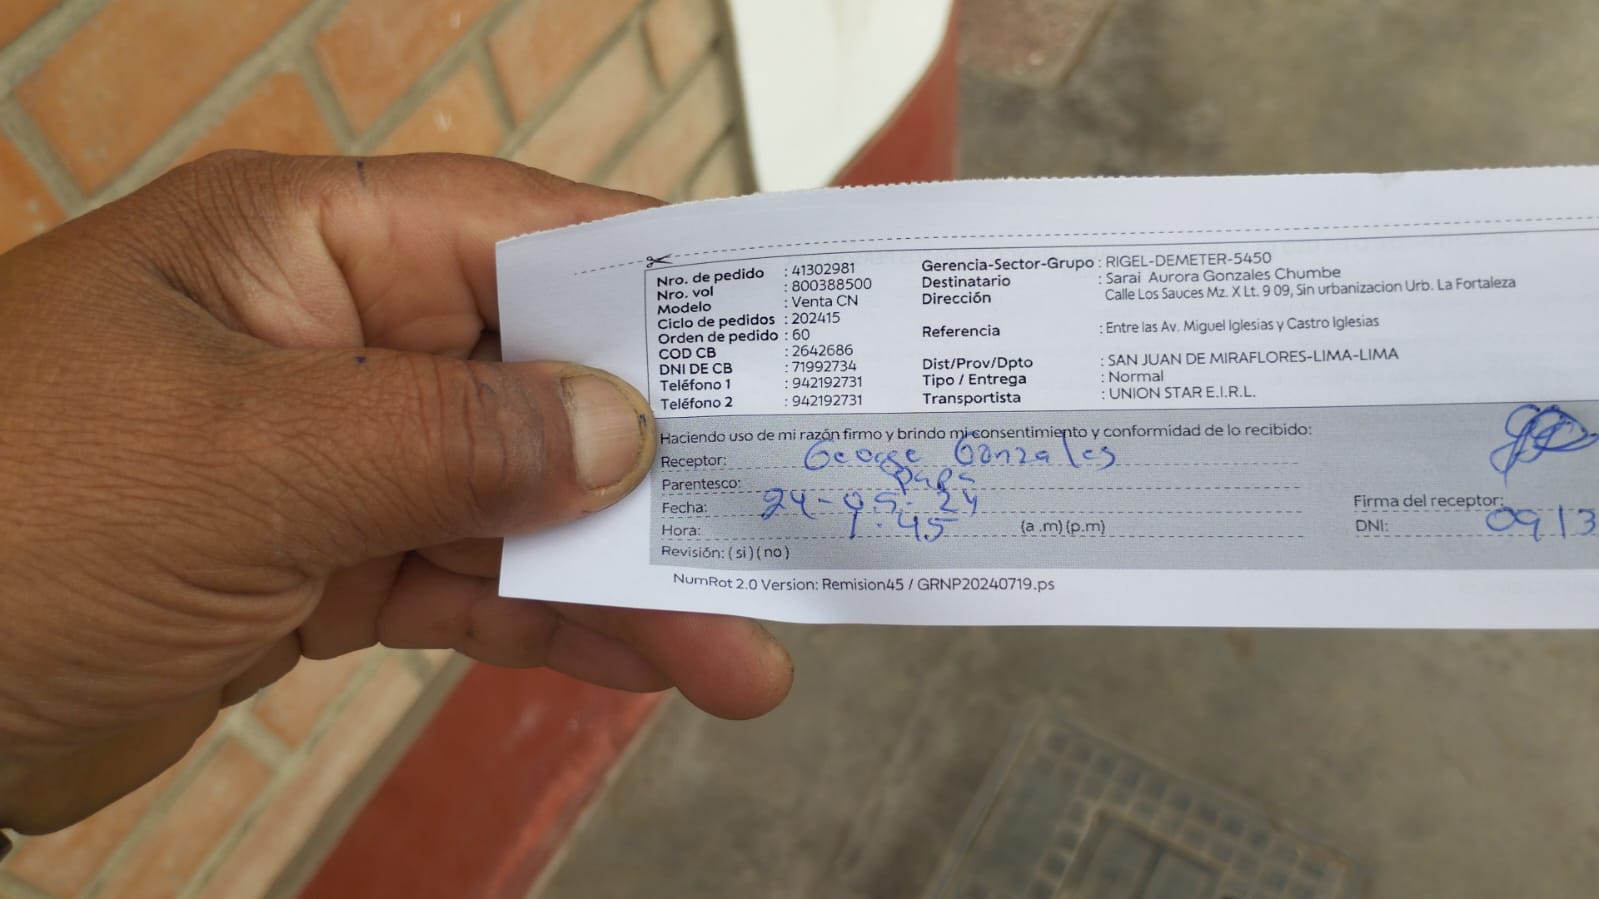 Nro. de pedido : 41302981
Nro. vol : 800388500
Modelo : Venta CN
Ciclo de pedidos : 202415
Orden de pedido : 60
COD CB : 2642686
DNI DE CB : 71992734
Teléfono 1 : 942192731
Teléfono 2 : 942192731
Gerencia-Sector-Grupo : RIGEL-DEMETER-5450
Destinatario : Sarai Aurora Gonzales Chumbe
Dirección Calle Los Sauces Mz. X Lt. 9 09, Sin urbanizacion Urb. La Fortaleza
Referencia : Entre las Av. Miguel Iglesias y Castro Iglesias
Dist/Prov/Dpto : SAN JUAN DE MIRAFLORES-LIMA-LIMA
Tipo / Entrega : Normal
Transportista : UNION STAR E.I.R.L.
Haciendo uso de mi razón firmo y brindo mi consentimiento y conformidad de lo recibido:
Receptor: George Gonzales
Parentesco: papa
Fecha: 24-05-24
Hora: 1:45 (a .m) (p.m)
Revisión: ( si ) ( no )
Firma del receptor:
DNI: 0913
NumRot 2.0 Version: Remision45 / GRNP20240719.ps